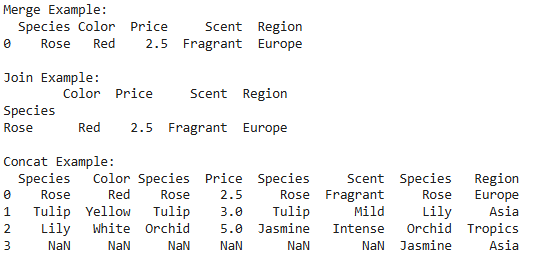 Merge Example:
  Species Color  Price     Scent  Region
0    Rose   Red    2.5  Fragrant  Europe

Join Example:
        Color  Price     Scent  Region
Species
Rose      Red    2.5  Fragrant  Europe

Concat Example:
  Species   Color Species  Price  Species     Scent  Species   Region
0    Rose     Red    Rose    2.5     Rose  Fragrant     Rose   Europe
1   Tulip  Yellow   Tulip    3.0    Tulip      Mild     Lily     Asia
2    Lily   White  Orchid    5.0  Jasmine   Intense   Orchid  Tropics
3     NaN     NaN     NaN    NaN      NaN       NaN  Jasmine     Asia